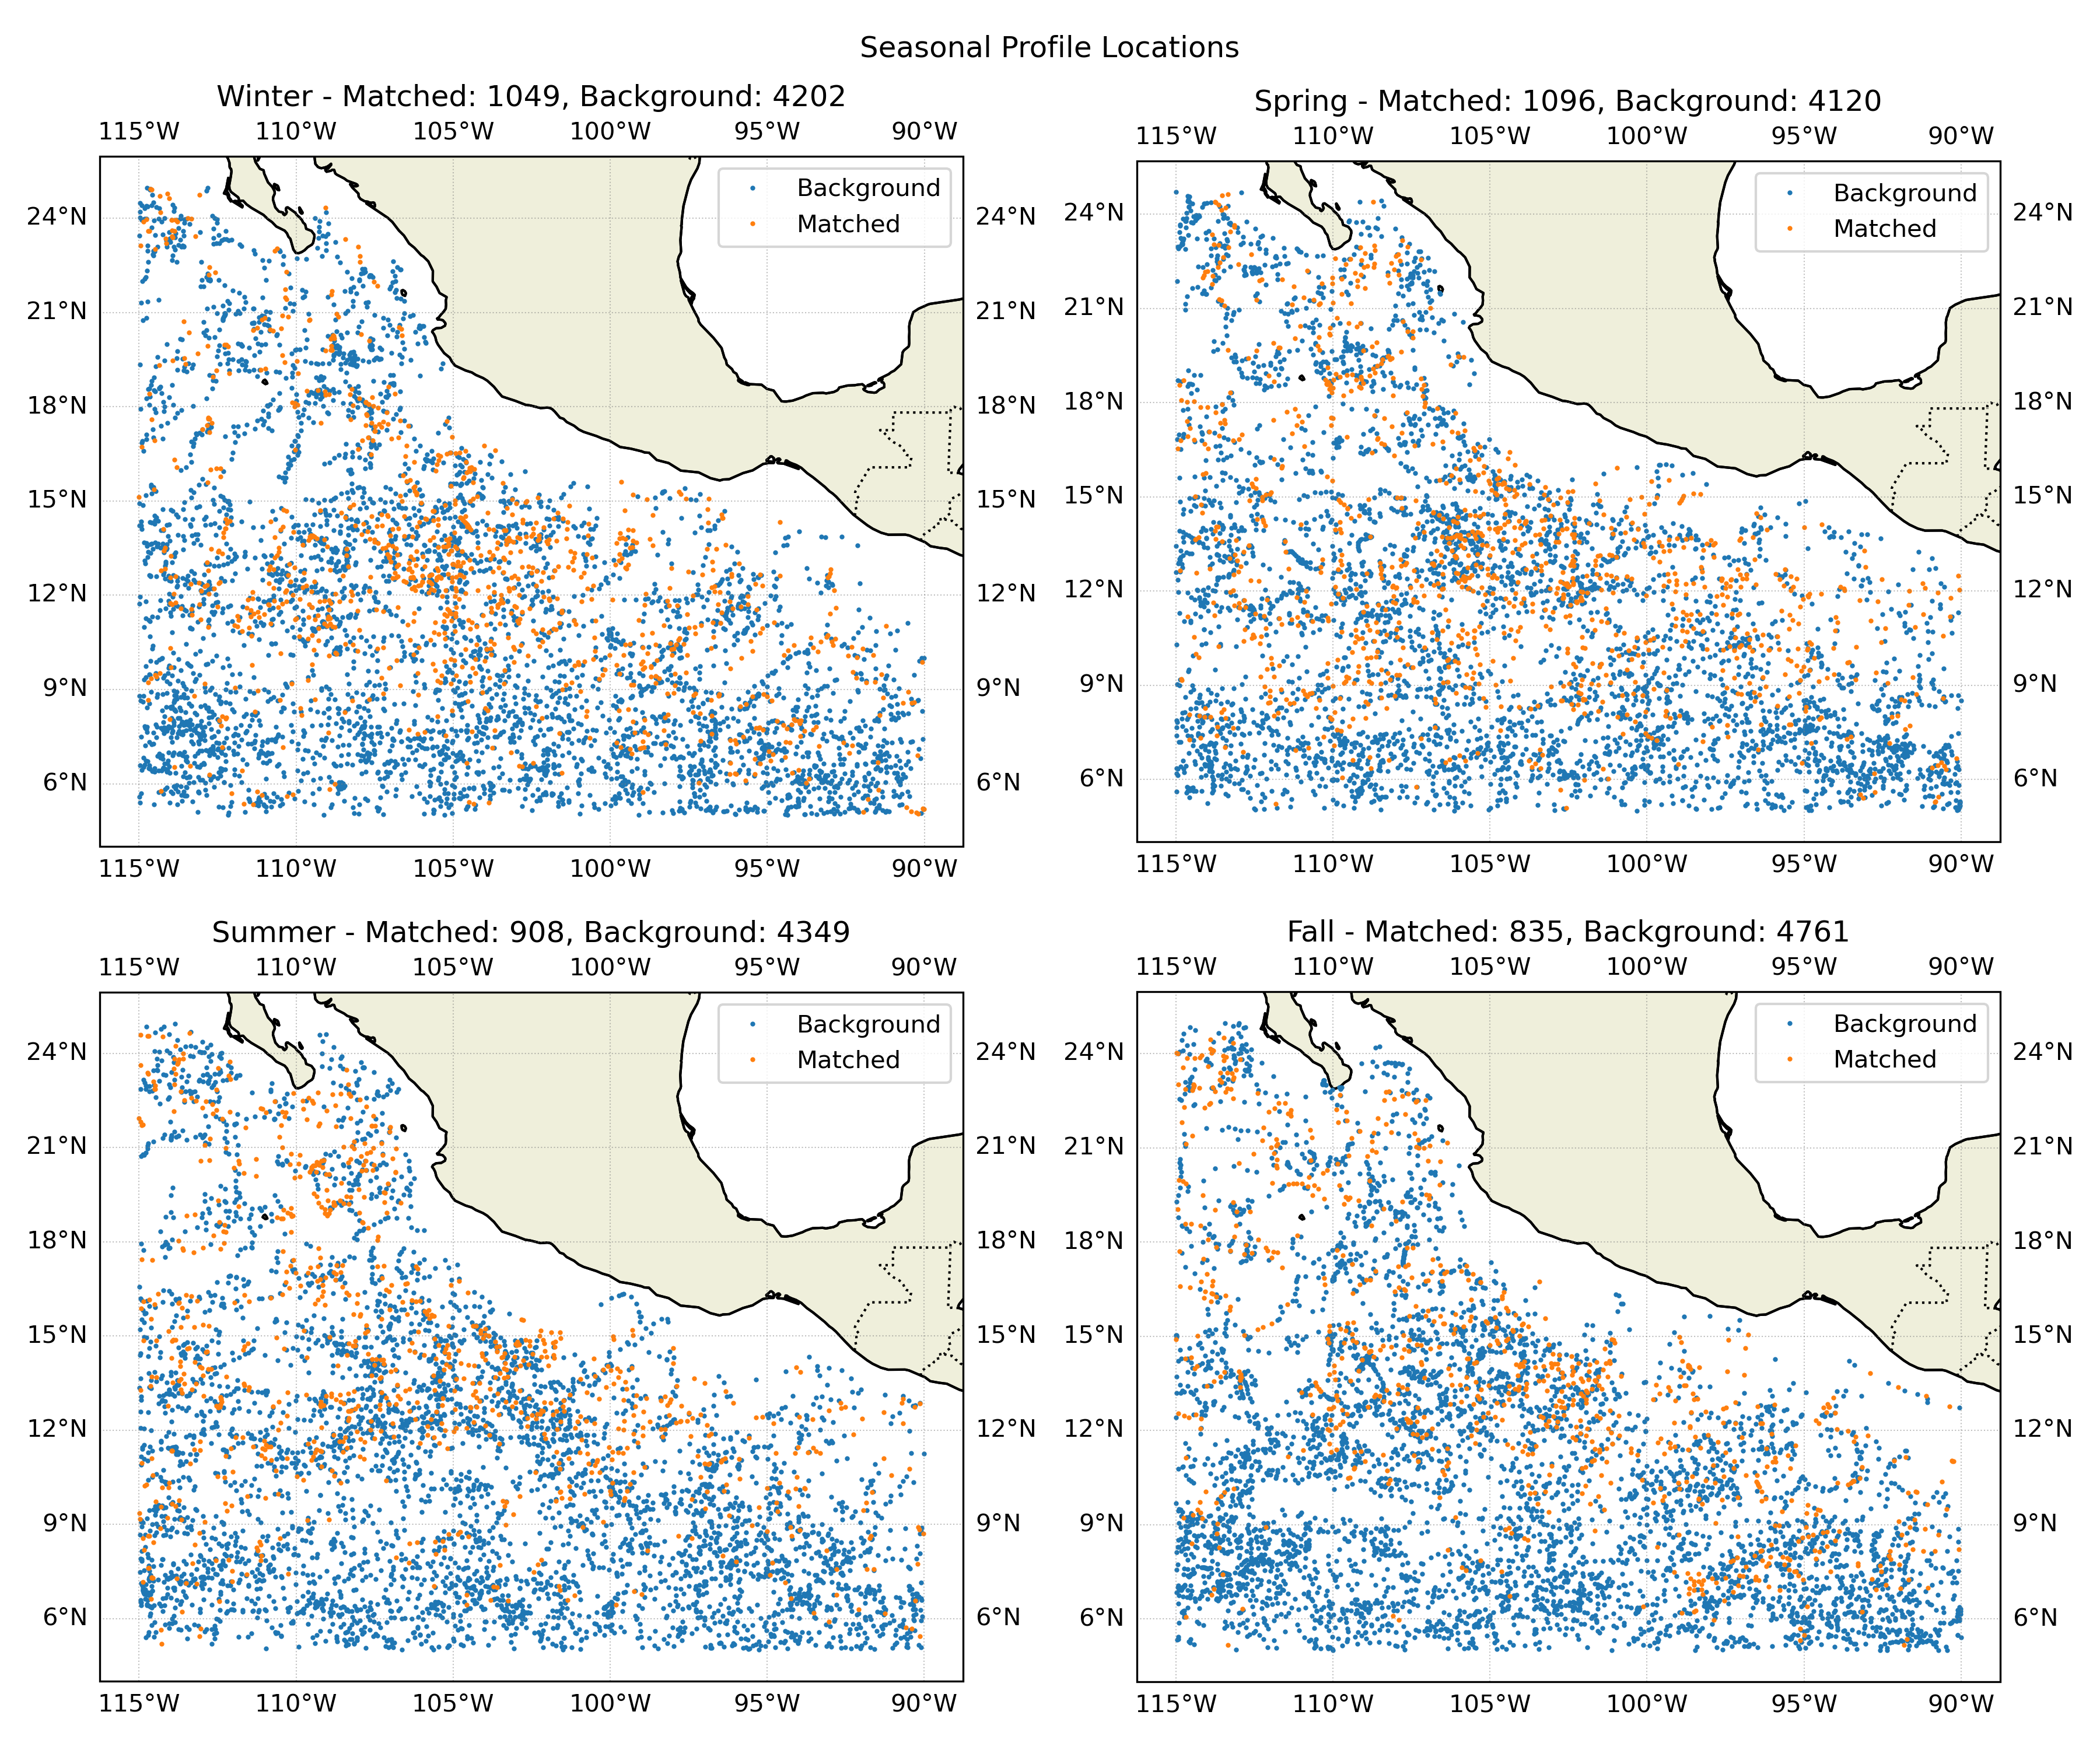 Seasonal Profile Locations
Winter - Matched: 1049, Background: 4202
115°W 110°W 105°W 100°W 95°W 90°W
Background
Matched
24°N 24°N
21°N 21°N
18°N 18°N
15°N 15°N
12°N 12°N
9°N 9°N
6°N 6°N
115°W 110°W 105°W 100°W 95°W 90°W
Spring - Matched: 1096, Background: 4120
115°W 110°W 105°W 100°W 95°W 90°W
Background
Matched
24°N 24°N
21°N 21°N
18°N 18°N
15°N 15°N
12°N 12°N
9°N 9°N
6°N 6°N
115°W 110°W 105°W 100°W 95°W 90°W
Summer - Matched: 908, Background: 4349
115°W 110°W 105°W 100°W 95°W 90°W
Background
Matched
24°N 24°N
21°N 21°N
18°N 18°N
15°N 15°N
12°N 12°N
9°N 9°N
6°N 6°N
115°W 110°W 105°W 100°W 95°W 90°W
Fall - Matched: 835, Background: 4761
115°W 110°W 105°W 100°W 95°W 90°W
Background
Matched
24°N 24°N
21°N 21°N
18°N 18°N
15°N 15°N
12°N 12°N
9°N 9°N
6°N 6°N
115°W 110°W 105°W 100°W 95°W 90°W